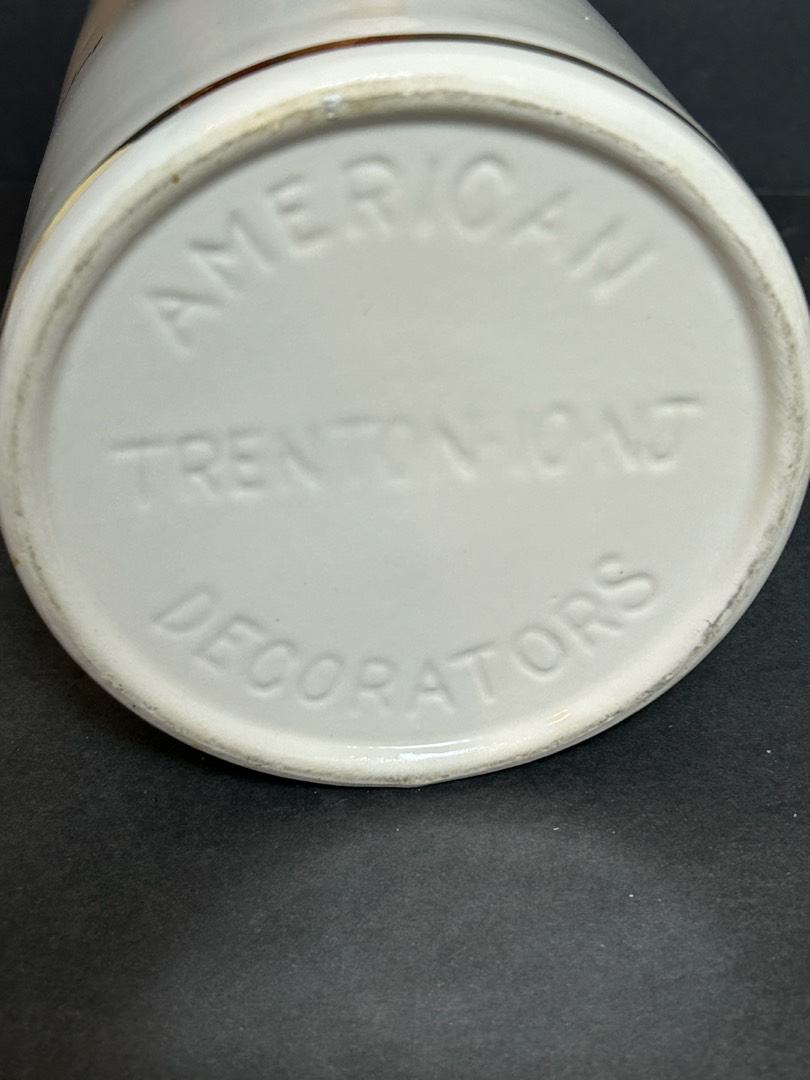 AMERICAN
TRENTON-10-NJ
DECORATORS